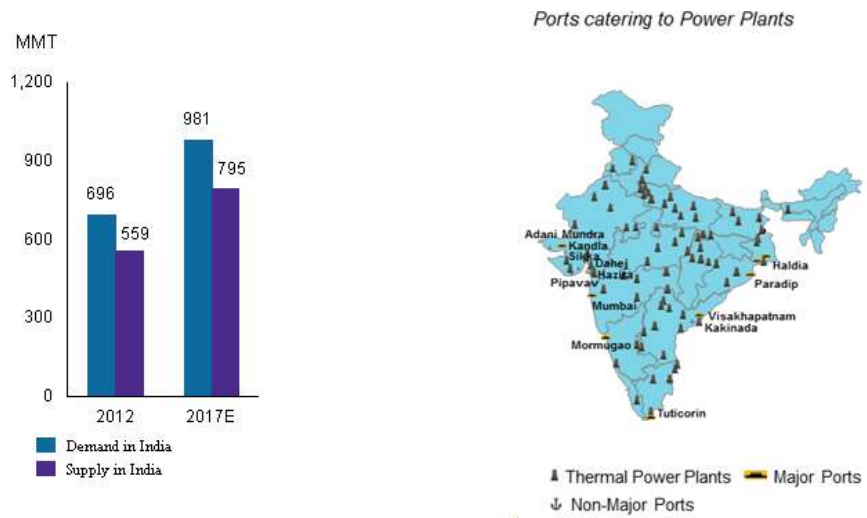 Ports catering to Power Plants
MMT
1,200
900
600
300
0
696
559
981
795
2012
2017E
Demand in India
Supply in India
Adani Mundra
Kandla
Sikka
Dahej
Hazira
Pipavav
Mumbai
Mormugao
Haldia
Paradip
Visakhapatnam
Kakinada
Tuticorin
Thermal Power Plants
Major Ports
Non-Major Ports